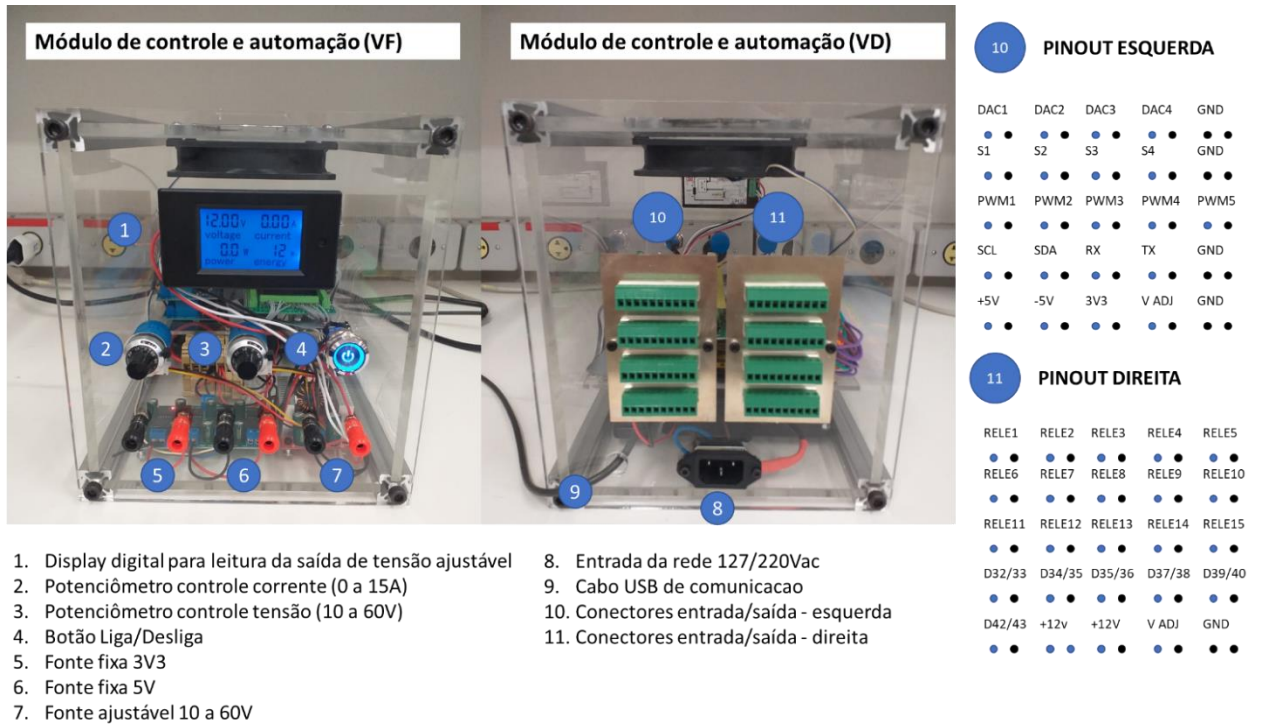 Módulo de controle e automação (VF)
Módulo de controle e automação (VD)
12.00 v 0.00 A
voltage current
0.0 w 12
power energy
1
2
3
4
5
6
7
10
11
9
8
10 PINOUT ESQUERDA
DAC1 DAC2 DAC3 DAC4 GND
S1 S2 S3 S4 GND
PWM1 PWM2 PWM3 PWM4 PWM5
SCL SDA RX TX GND
+5V -5V 3V3 V ADJ GND
11 PINOUT DIREITA
RELE1 RELE2 RELE3 RELE4 RELE5
RELE6 RELE7 RELE8 RELE9 RELE10
RELE11 RELE12 RELE13 RELE14 RELE15
D32/33 D34/35 D35/36 D37/38 D39/40
D42/43 +12v +12V V ADJ GND
1. Display digital para leitura da saída de tensão ajustável
2. Potenciômetro controle corrente (0 a 15A)
3. Potenciômetro controle tensão (10 a 60V)
4. Botão Liga/Desliga
5. Fonte fixa 3V3
6. Fonte fixa 5V
7. Fonte ajustável 10 a 60V
8. Entrada da rede 127/220Vac
9. Cabo USB de comunicacao
10. Conectores entrada/saída - esquerda
11. Conectores entrada/saída - direita